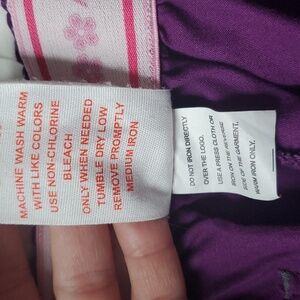 MACHINE WASH WARM
WITH LIKE COLORS
USE NON-CHLORINE
BLEACH
ONLY WHEN NEEDED
TUMBLE DRY LOW
REMOVE PROMPTLY
MEDIUM IRON
DO NOT IRON DIRECTLY
OVER THE LOGO.
USE A PRESS CLOTH OR
IRON ON THE REVERSE
SIDE OF THE GARMENT.
WARM IRON ONLY.